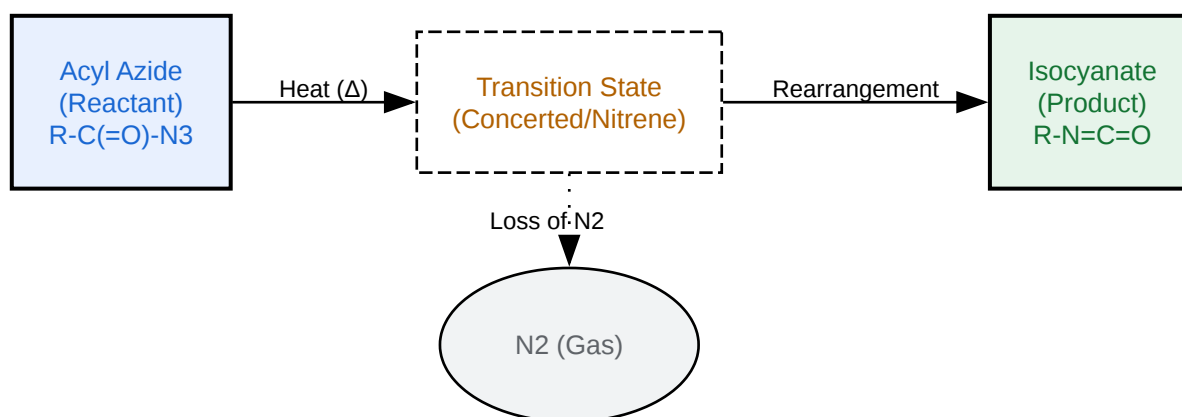 Acyl Azide
(Reactant)
R-C(=O)-N3
Heat (Δ)
Transition State
(Concerted/Nitrene)
Rearrangement
Isocyanate
(Product)
R-N=C=O
Loss of N2
N2 (Gas)